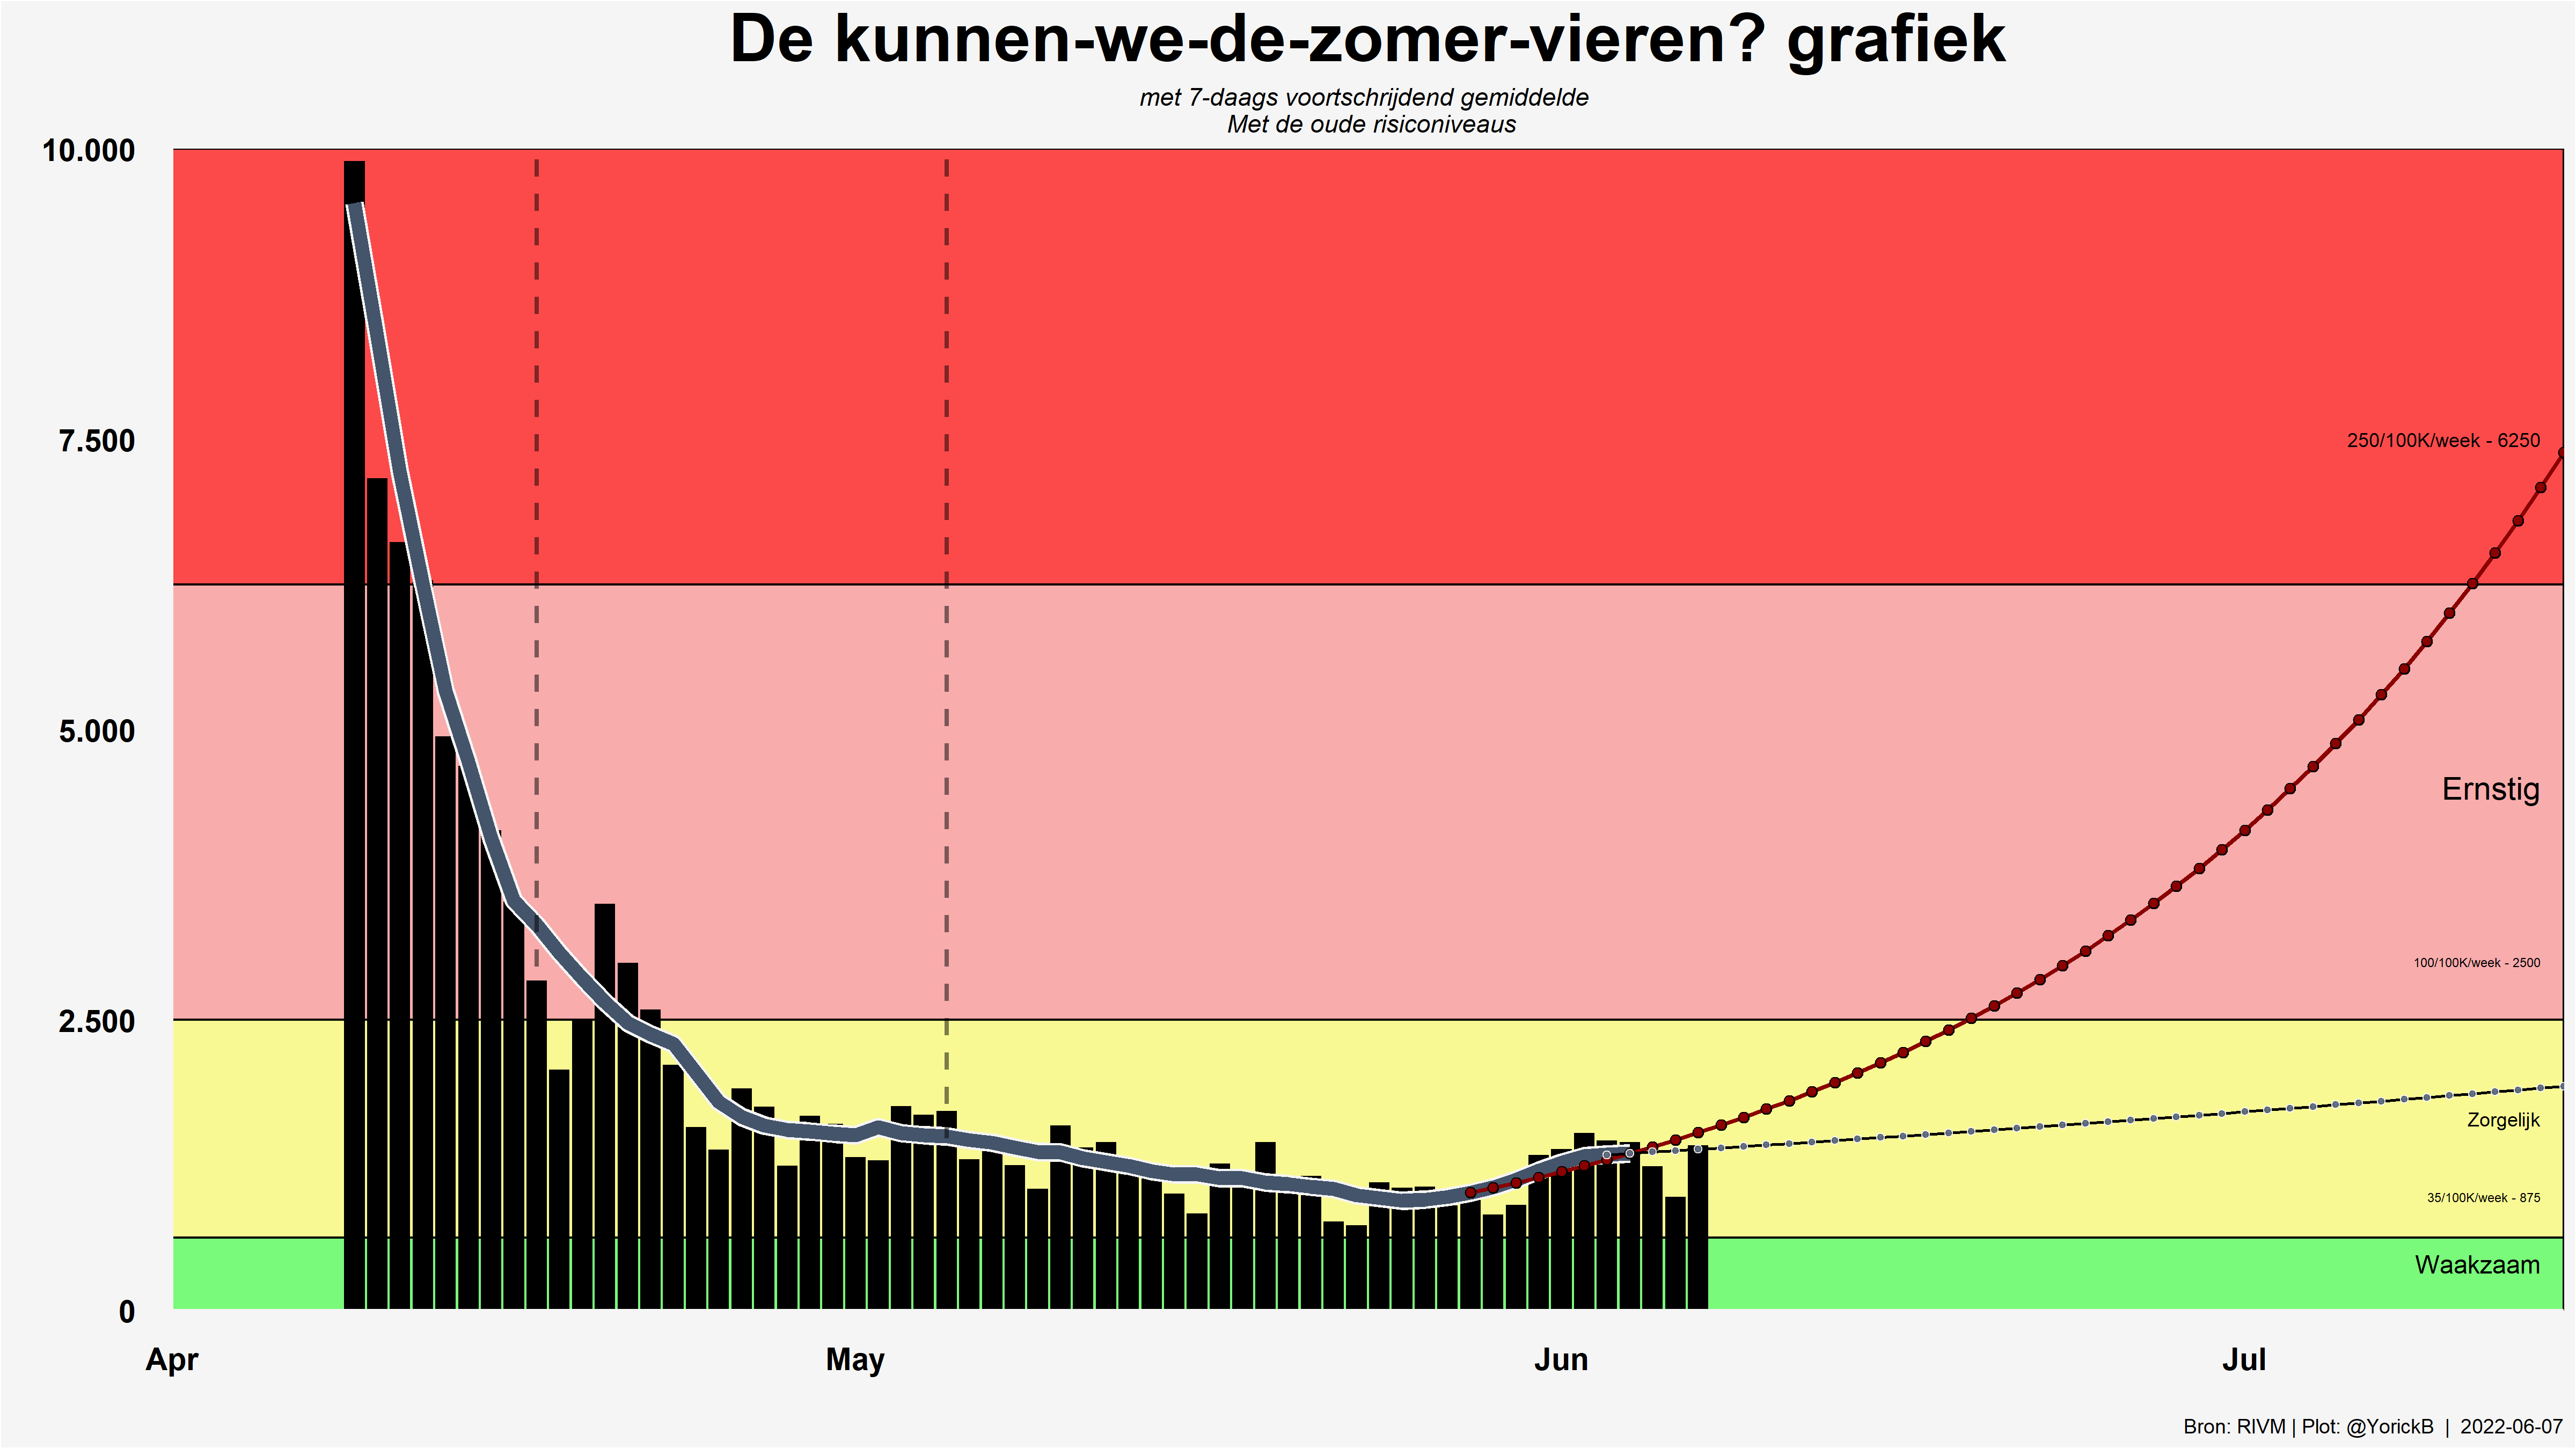 De kunnen-we-de-zomer-vieren? grafiek
met 7-daags voortschrijdend gemiddelde
Met de oude risiconiveaus
10.000
7.500
250/100K/week - 6250
5.000
Ernstig
100/100K/week - 2500
2.500
Zorgelijk
35/100K/week - 875
Waakzaam
0
Apr May Jun Jul
Bron: RIVM | Plot: @YorickB | 2022-06-07